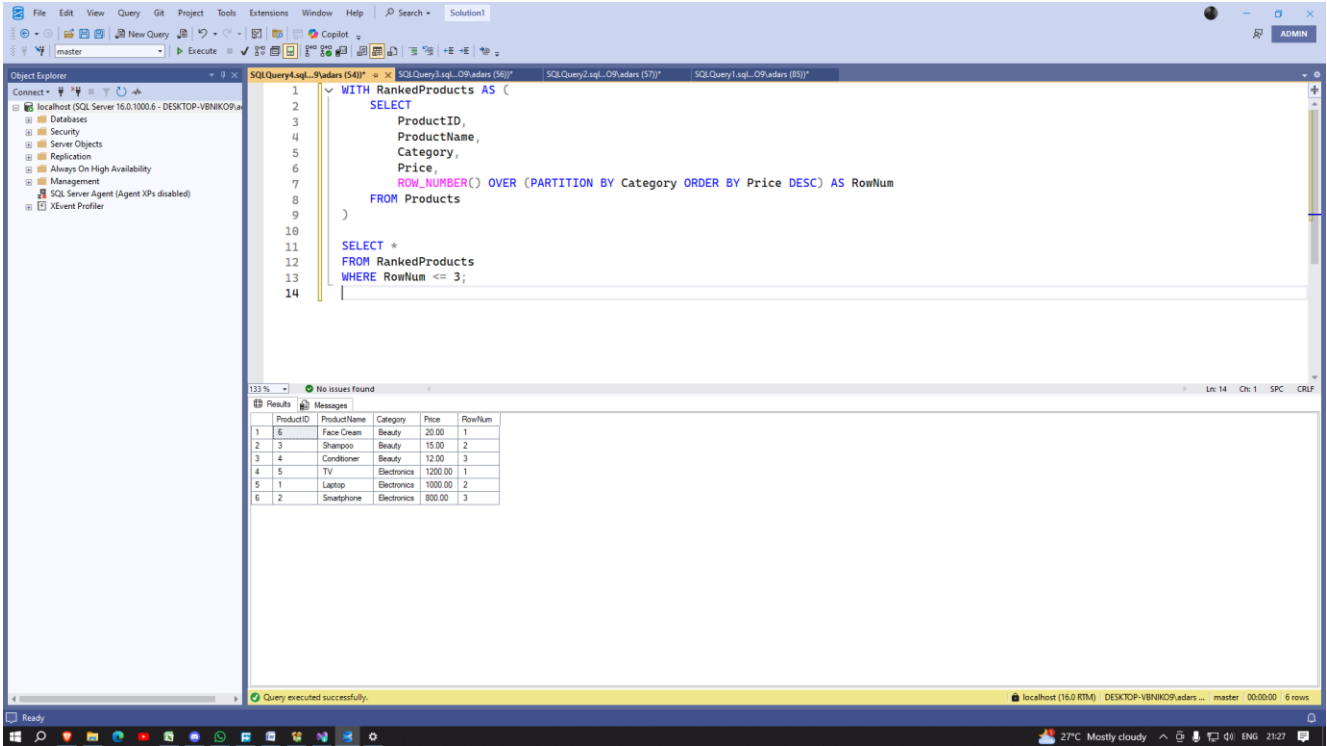 File Edit View Query Git Project Tools Extensions Window Help Search Solution1
New Query Copilot ADMIN
master Execute
Object Explorer
Connect
localhost (SQL Server 16.0.1000.6 - DESKTOP-VBNIKO9\a
Databases
Security
Server Objects
Replication
Always On High Availability
Management
SQL Server Agent (Agent XPs disabled)
XEvent Profiler
SQLQuery4.sql...9\adars (54))* SQLQuery3.sql...O9\adars (56))* SQLQuery2.sql...O9\adars (57))* SQLQuery1.sql...O9\adars (85))*
1 WITH RankedProducts AS (
2 SELECT
3 ProductID,
4 ProductName,
5 Category,
6 Price,
7 ROW_NUMBER() OVER (PARTITION BY Category ORDER BY Price DESC) AS RowNum
8 FROM Products
9 )
10
11 SELECT *
12 FROM RankedProducts
13 WHERE RowNum <= 3;
14
133 % No issues found Ln: 14 Ch: 1 SPC CRLF
Results Messages
ProductID ProductName Category Price RowNum
1 6 Face Cream Beauty 20.00 1
2 3 Shampoo Beauty 15.00 2
3 4 Conditioner Beauty 12.00 3
4 5 TV Electronics 1200.00 1
5 1 Laptop Electronics 1000.00 2
6 2 Smartphone Electronics 800.00 3
Query executed successfully. localhost (16.0 RTM) DESKTOP-VBNIKO9\adars ... master 00:00:00 6 rows
Ready
27°C Mostly cloudy ENG 21:27